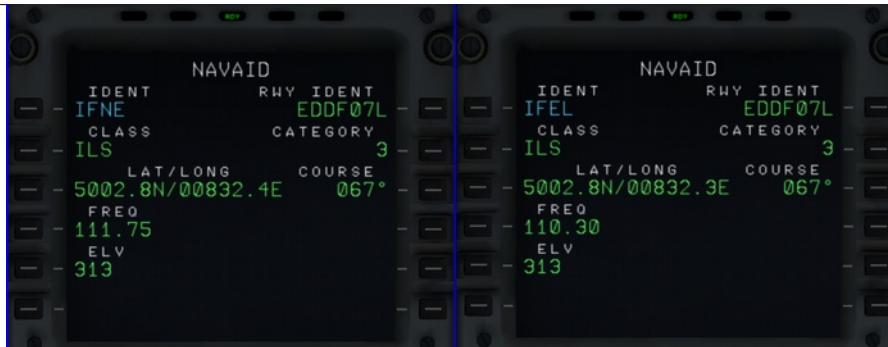 RDY
NAVAID
IDENT RWY IDENT
IFNE EDDF07L
CLASS CATEGORY
ILS 3
LAT/LONG COURSE
5002.8N/00832.4E 067°
FREQ
111.75
ELV
313
RDY
NAVAID
IDENT RWY IDENT
IFEL EDDF07L
CLASS CATEGORY
ILS 3
LAT/LONG COURSE
5002.8N/00832.3E 067°
FREQ
110.30
ELV
313